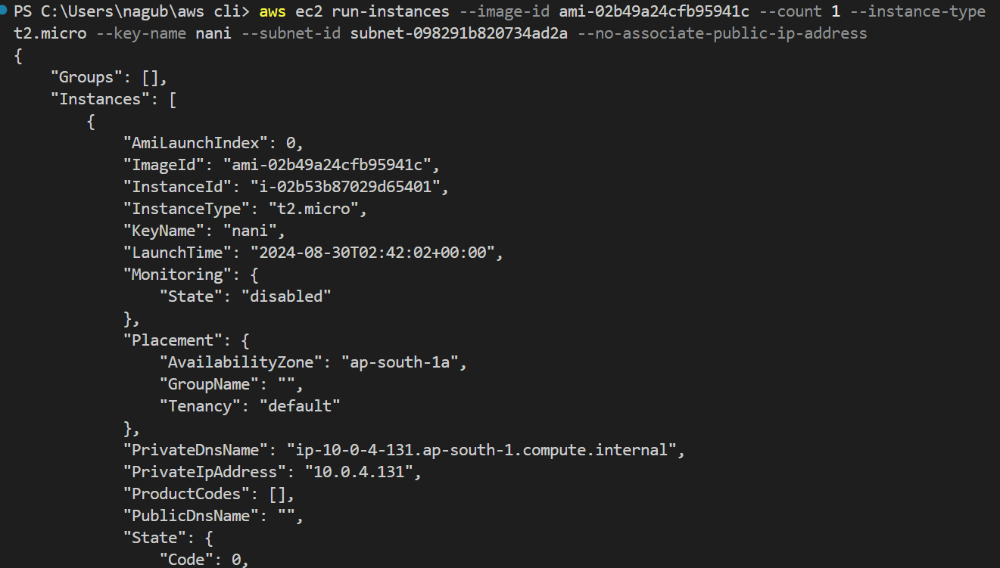 PS C:\Users\nagub\aws cli> aws ec2 run-instances --image-id ami-02b49a24cfb95941c --count 1 --instance-type
t2.micro --key-name nani --subnet-id subnet-098291b820734ad2a --no-associate-public-ip-address
{
    "Groups": [],
    "Instances": [
        {
            "AmiLaunchIndex": 0,
            "ImageId": "ami-02b49a24cfb95941c",
            "InstanceId": "i-02b53b87029d65401",
            "InstanceType": "t2.micro",
            "KeyName": "nani",
            "LaunchTime": "2024-08-30T02:42:02+00:00",
            "Monitoring": {
                "State": "disabled"
            },
            "Placement": {
                "AvailabilityZone": "ap-south-1a",
                "GroupName": "",
                "Tenancy": "default"
            },
            "PrivateDnsName": "ip-10-0-4-131.ap-south-1.compute.internal",
            "PrivateIpAddress": "10.0.4.131",
            "ProductCodes": [],
            "PublicDnsName": "",
            "State": {
                "Code": 0,